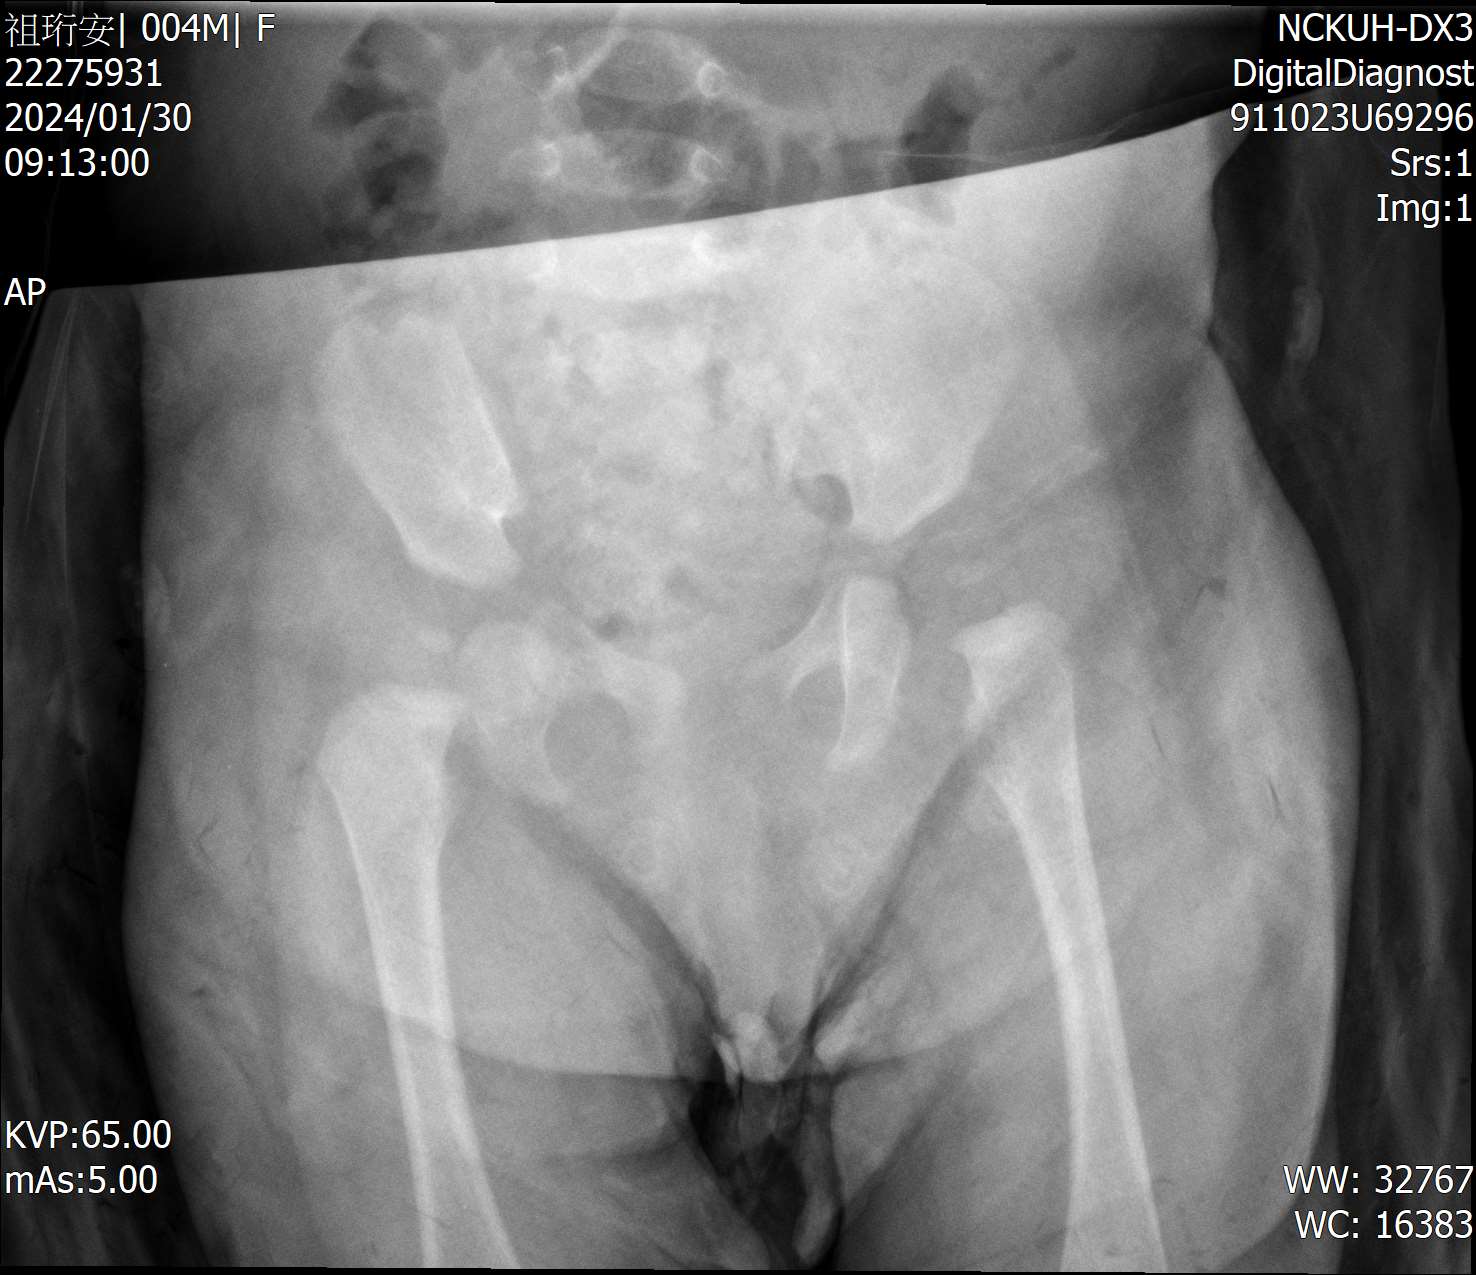 祖珩安| 004M| F
22275931
2024/01/30
09:13:00
AP
NCKUH-DX3
DigitalDiagnost
911023U69296
Srs:1
Img:1
KVP:65.00
mAs:5.00
WW: 32767
WC: 16383